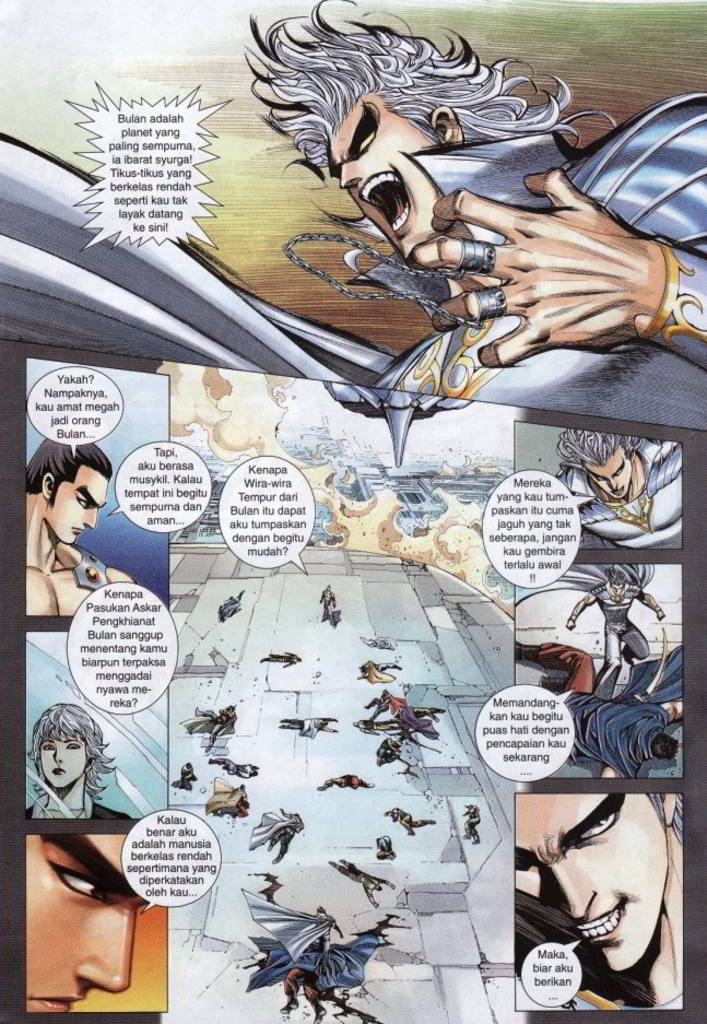 Bulan adalah
planet yang
paling sempurna,
ia ibarat syurga!
Tikus-tikus yang
berkelas rendah
seperti kau tak
layak datang
ke sini!
Yakah?
Nampaknya,
kau amat megah
jadi orang
Bulan...
Tapi,
aku berasa
musykil. Kalau
tempat ini begitu
sempurna dan
aman...
Kenapa
Wira-wira
Tempur dari
Bulan itu dapat
aku tumpaskan
begitu
mudah?
Kenapa
Pasukan Askar
Pengkhianat
Bulan sanggup
menentang kamu
biarpun terpaksa
menggadai
nyawa me-
reka?
Kalau
benar aku
adalah manusia
berkelas rendah
sepertimana yang
diperkatakan
oleh kau...
Mereka
yang kau tum-
paskan itu cuma
jaguh yang tak
seberapa, jangan
kau gembira
terlalu awal
!!
Memandang-
kan kau begitu
puas hati dengan
pencapaian kau
sekarang
....
Maka,
biar aku
berikan
...